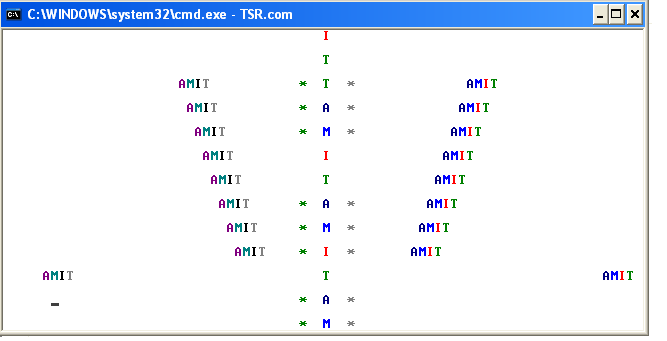 C:\WINDOWS\system32\cmd.exe - TSR.com
I
T
AMIT * T * AMIT
AMIT * A * AMIT
AMIT * M * AMIT
AMIT I AMIT
AMIT T AMIT
AMIT * A * AMIT
AMIT * M * AMIT
AMIT * I * AMIT
AMIT T AMIT
* A *
* M *